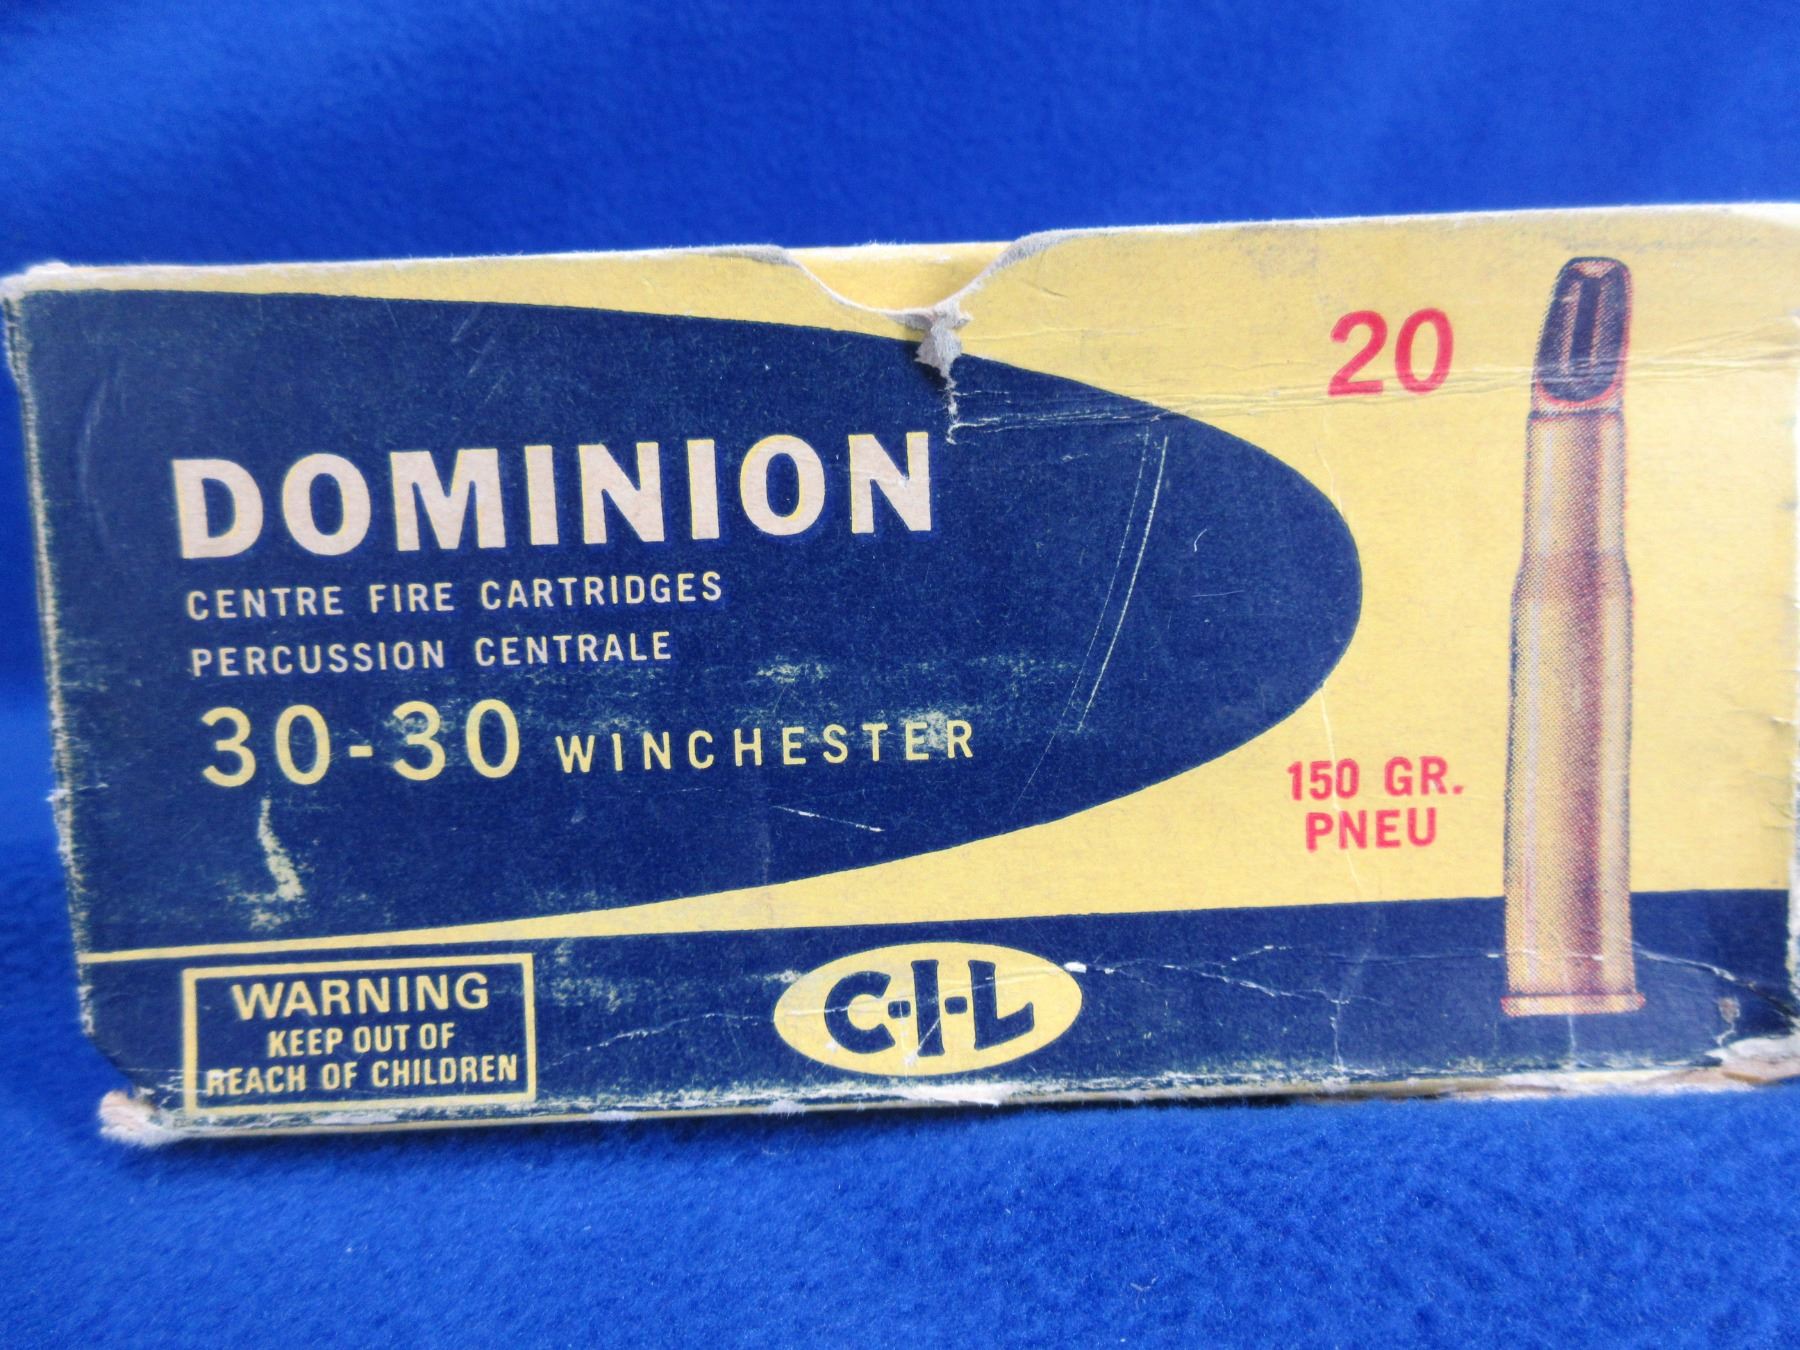 20
DOMINION
CENTRE FIRE CARTRIDGES
PERCUSSION CENTRALE
30-30 WINCHESTER
150 GR.
PNEU
WARNING
KEEP OUT OF
REACH OF CHILDREN
C-I-L